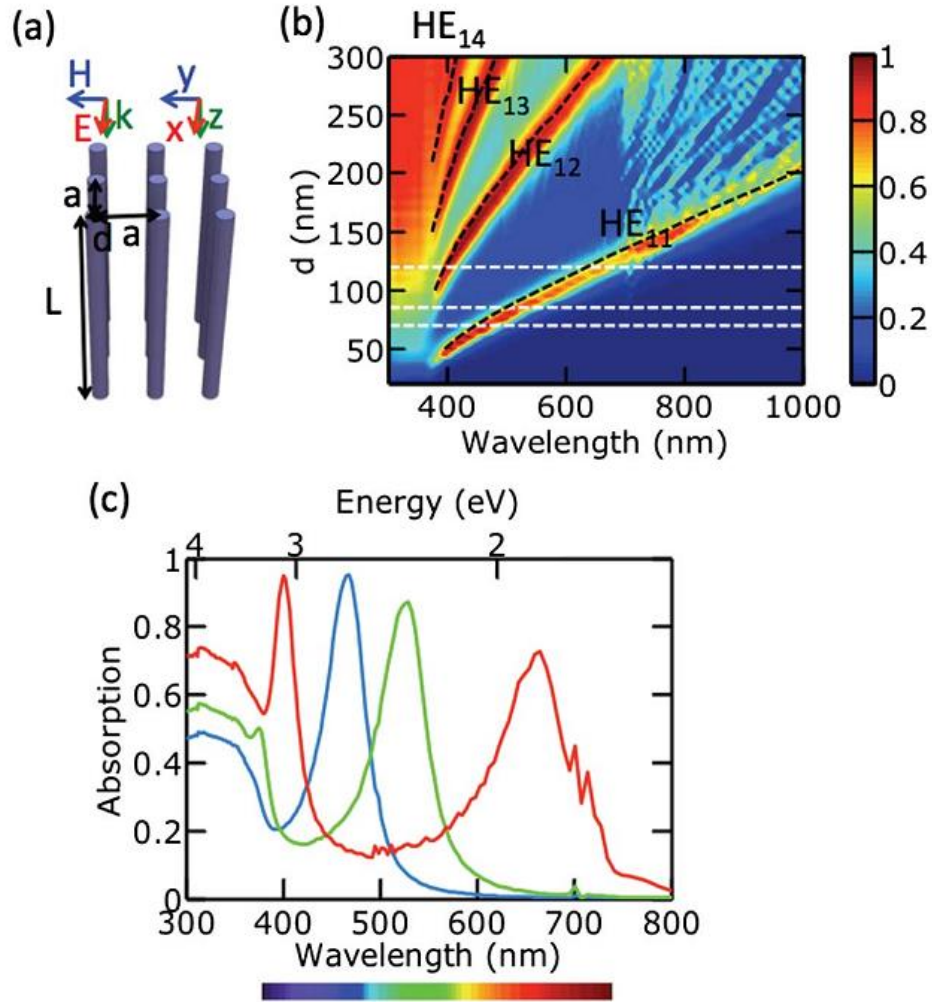 (a)
H
y
E
k
x
z
a
d
a
L
(b)
HE14
HE13
HE12
HE11
300
250
200
150
100
50
d (nm)
400 600 800 1000
Wavelength (nm)
1
0.8
0.6
0.4
0.2
0
(c)
Energy (eV)
4 3 2
1
0.8
0.6
0.4
0.2
0
Absorption
300 400 500 600 700 800
Wavelength (nm)